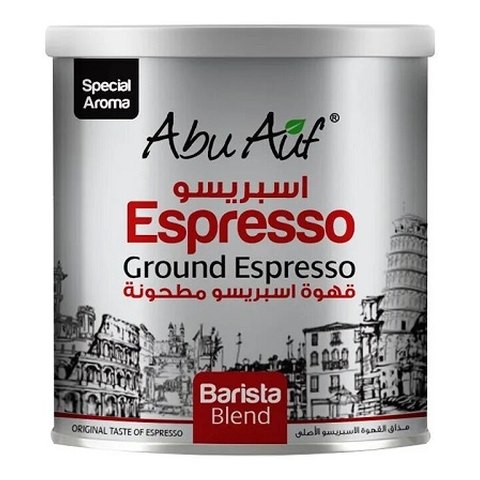 Special
Aroma
Abu Auf®
اسبريسو
Espresso
Ground Espresso
قهوة اسبريسو مطحونة
Barista
Blend
ORIGINAL TASTE OF ESPRESSO
مذاق القهوة الاسبريسو الأصلي